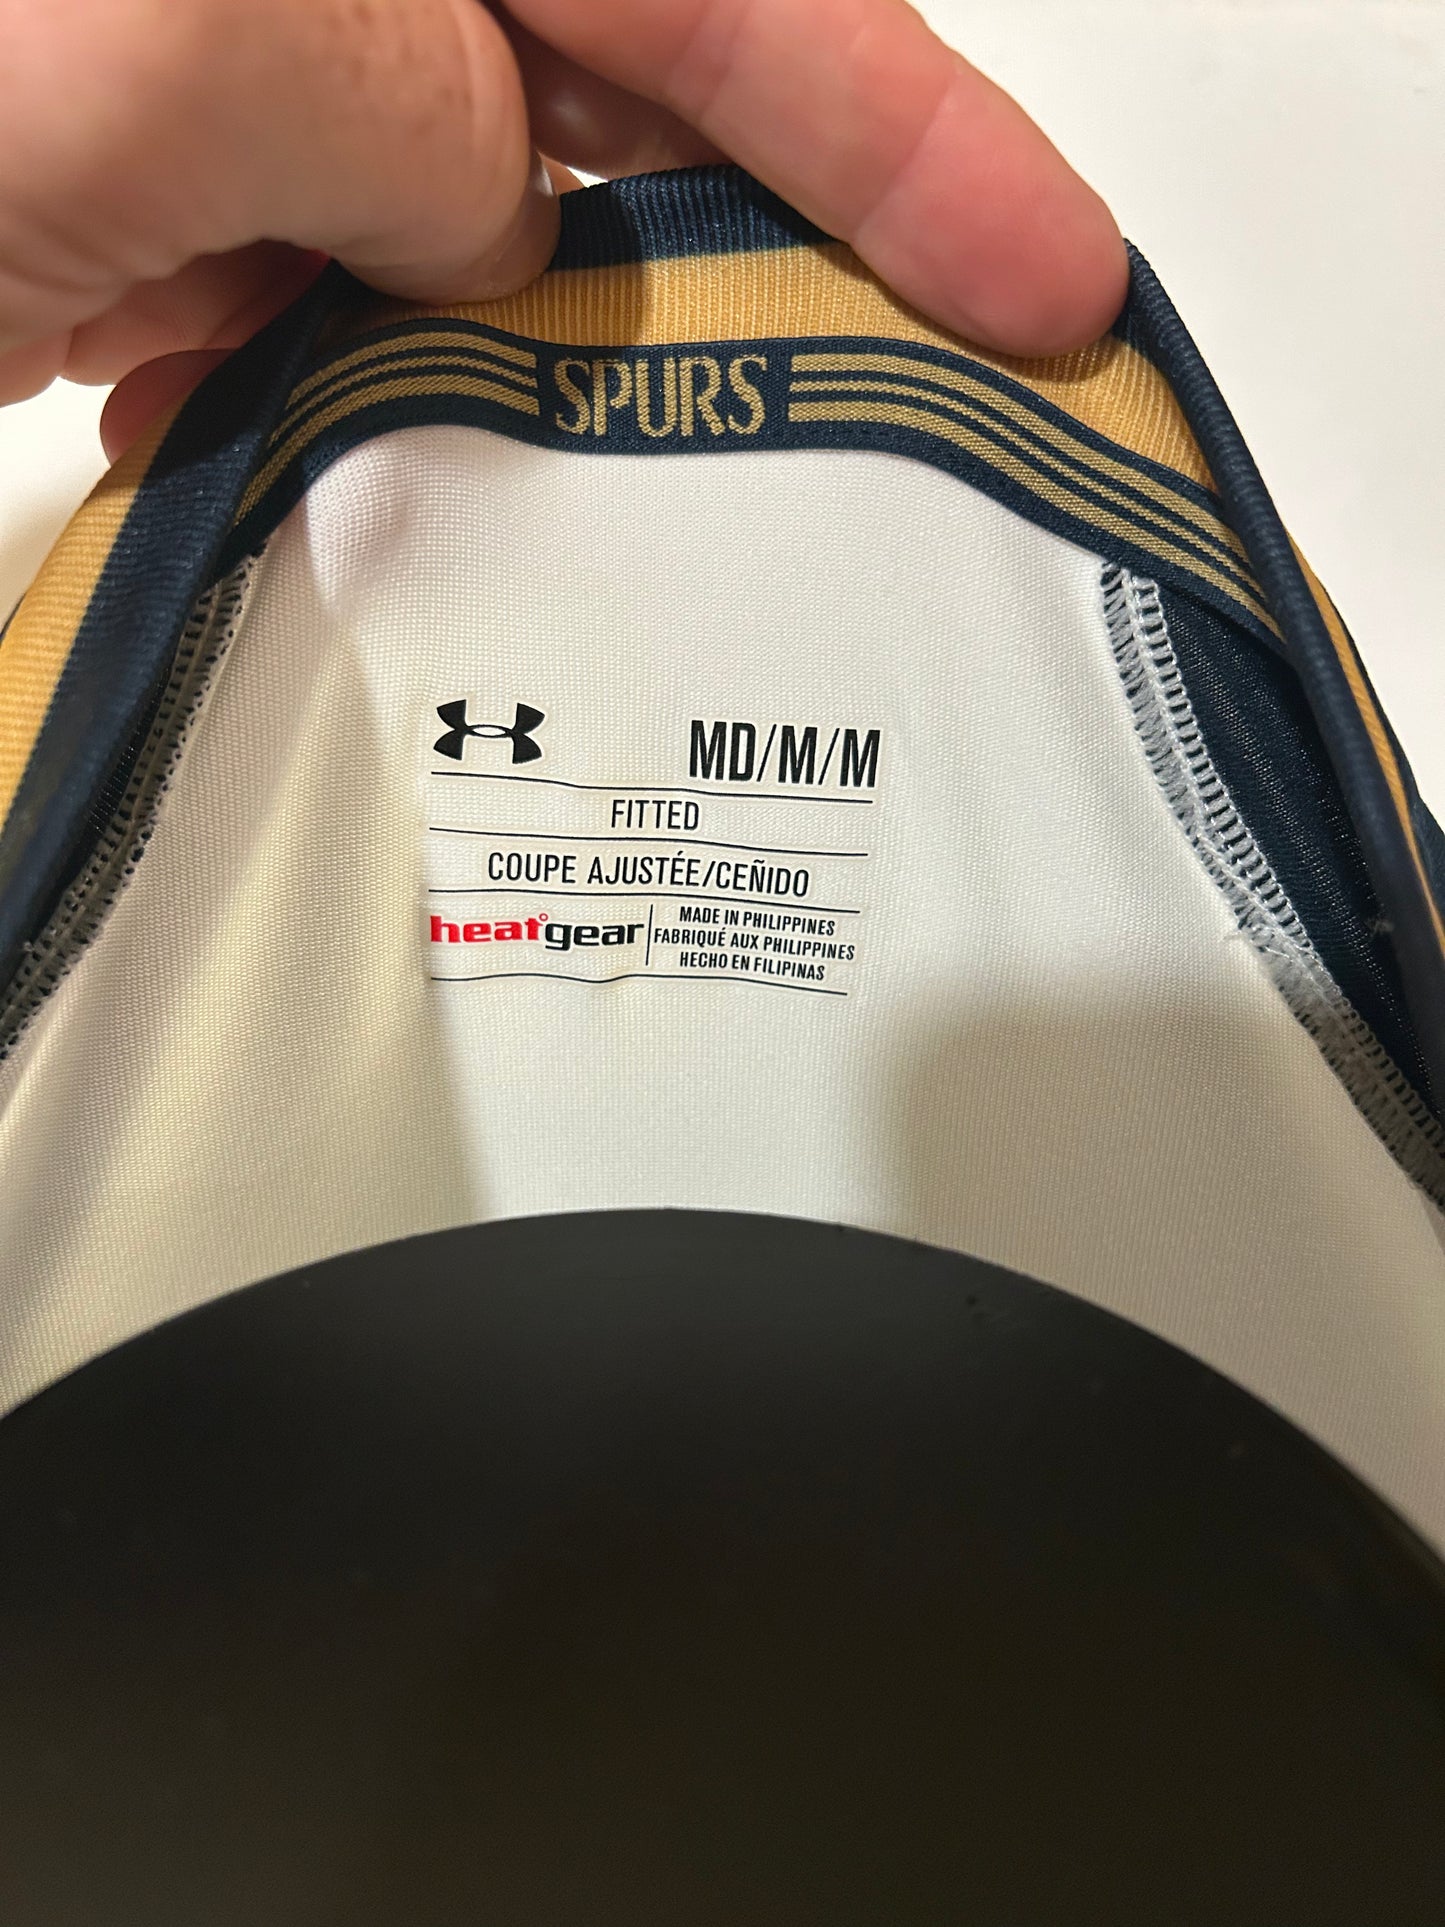 SPURS
MD/M/M
FITTED
COUPE AJUSTÉE/CEÑIDO
heatgear
MADE IN PHILIPPINES
FABRIQUÉ AUX PHILIPPINES
HECHO EN FILIPINAS